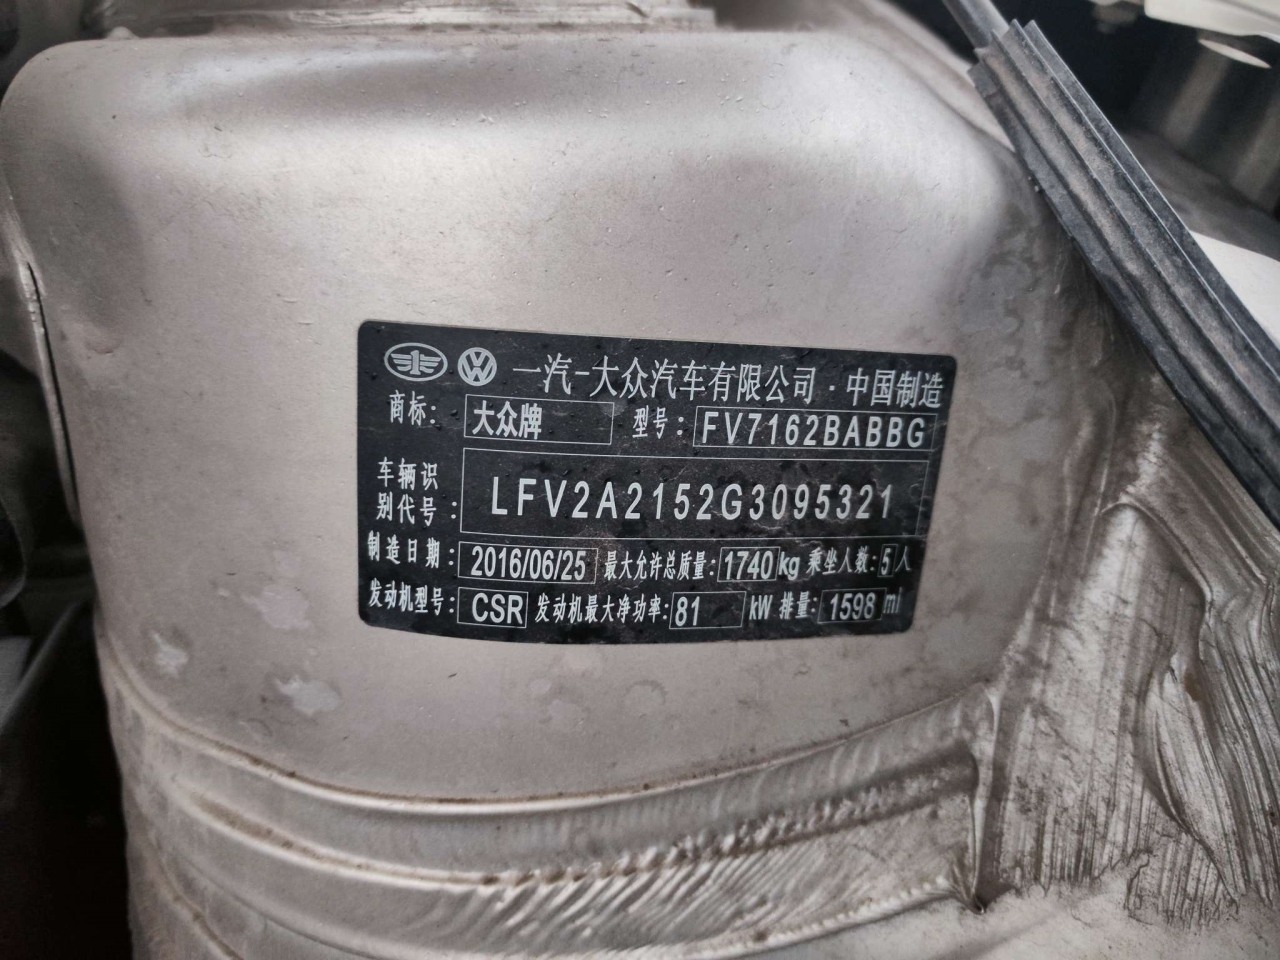 一汽-大众汽车有限公司·中国制造
商标: 大众牌 型号: FV7162BABBG
车辆识别代号: LFV2A2152G3095321
制造日期: 2016/06/25 最大允许总质量: 1740 kg 乘坐人数: 5 人
发动机型号: CSR 发动机最大净功率: 81 kW 排量: 1598 ml